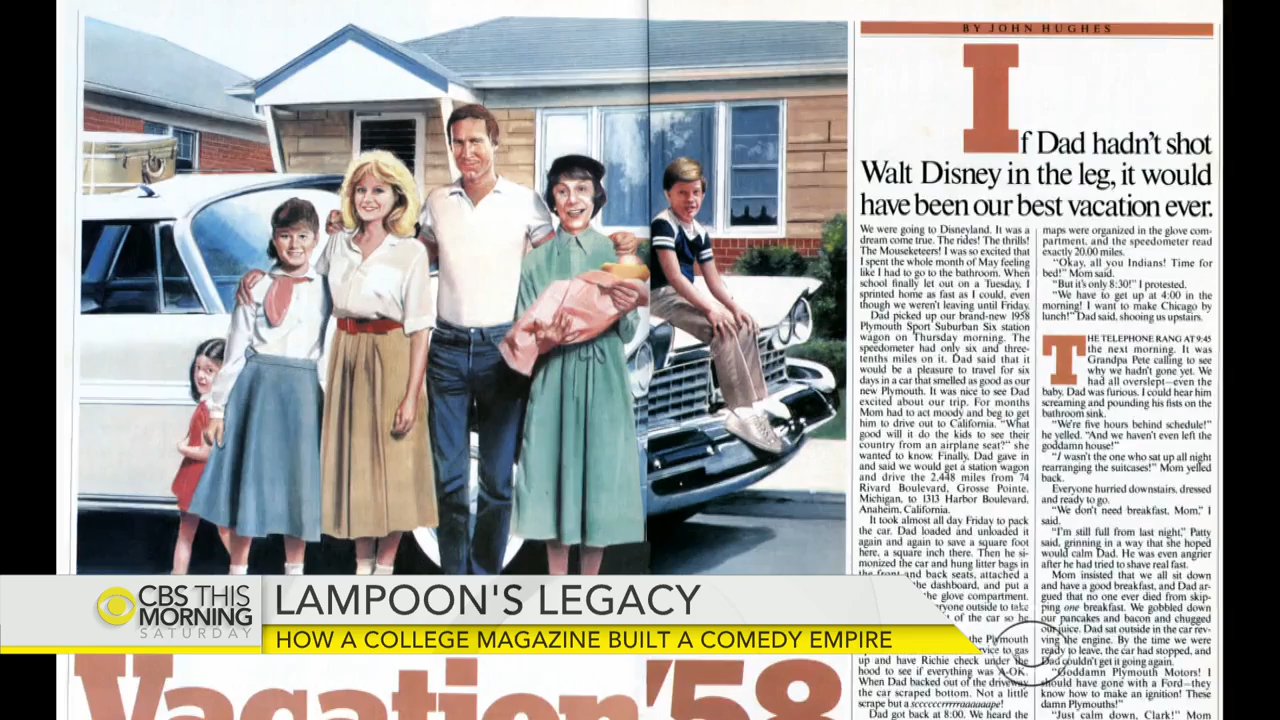 BY JOHN HUGHES
If Dad hadn't shot
Walt Disney in the leg, it would
have been our best vacation ever.
We were going to Disneyland. It was a
dream come true. The rides! The thrills!
The Mouseketeers! I was so excited that
I spent the whole month of May feeling
like I had to go to the bathroom. When
school finally let out on a Tuesday, I
sprinted home as fast as I could, even
though we weren't leaving until Friday.
Dad picked up our brand-new 1958
Plymouth Sport Suburban Six station
wagon on Thursday morning. The
speedometer had only six and three-
tenths miles on it. Dad said that it
would be a pleasure to travel for six
days in a car that smelled as good as our
new Plymouth. It was nice to see Dad
excited about our trip. For months
Mom had to act moody and beg to get
him to drive out to California. "What
good will it do the kids to see their
country from an airplane seat?" she
wanted to know. Finally, Dad gave in
and said we would get a station wagon
and drive the 2,448 miles from 74
Rivard Boulevard, Grosse Pointe,
Michigan, to 1313 Harbor Boulevard,
Anaheim, California.
It took almost all day Friday to pack
the car. Dad loaded and unloaded it
again and again to save a square foot
here, a square inch there. Then he si-
monized the car and hung litter bags in
the front and back seats, attached a
the dashboard, and put a
the glove compartment.
outside to take
of the car so he
the Plymouth
to gas
up and have Richie check under the
hood to see if everything was A-OK.
When Dad backed out of the driveway
the car scraped bottom. Not a little
scrape but a
Dad got back at 8:00. We heard the
maps were organized in the glove com-
partment, and the speedometer read
exactly 20.00 miles.
"Okay, all you Indians! Time for
bed!" Mom said.
"But it's only 8:30!" I protested.
"We have to get up at 4:00 in the
morning! I want to make Chicago by
lunch!" Dad said, shooing us upstairs.
THE TELEPHONE RANG AT 9:45
the next morning. It was
Grandpa Pete calling to see
why we hadn't gone yet. We
had all overslept—even the
baby. Dad was furious. I could hear him
screaming and pounding his fists on the
bathroom sink.
"We're five hours behind schedule!"
he yelled. "And we haven't even left the
goddamn house!"
"I wasn't the one who sat up all night
rearranging the suitcases!" Mom yelled
back.
Everyone hurried downstairs, dressed
and ready to go.
"We don't need breakfast, Mom," I
said.
"I'm still full from last night," Patty
said, grinning in a way that she hoped
would calm Dad. He was even angrier
after he had tried to shave real fast.
Mom insisted that we all sit down
and have a good breakfast, and Dad ar-
gued that no one ever died from skip-
ping one breakfast. We gobbled down
our pancakes and bacon and chugged
our juice. Dad sat outside in the car rev-
ving the engine. By the time we were
ready to leave, the car had stopped, and
Dad couldn't get it going again.
"Goddamn Plymouth Motors! I
should have gone with a Ford—they
know how to make an ignition! These
damn Plymouths!"
"Just calm down, Clark!" Mom
CBS THIS
MORNING
SATURDAY
LAMPOON'S LEGACY
HOW A COLLEGE MAGAZINE BUILT A COMEDY EMPIRE
Vacation '58